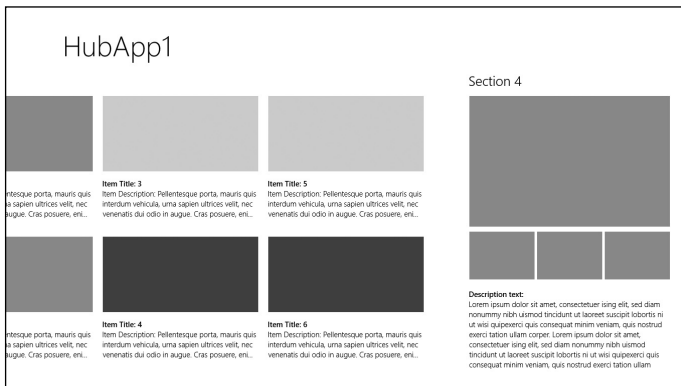 HubApp1
Section 4
Item Title: 3
Item Description: Pellentesque porta, mauris quis
interdum vehicula, urna sapien ultrices velit, nec
venenatis dui odio in augue. Cras posuere, eni...
Item Title: 5
Item Description: Pellentesque porta, mauris quis
interdum vehicula, urna sapien ultrices velit, nec
venenatis dui odio in augue. Cras posuere, eni...
porta, mauris quis
sapien ultrices velit, nec
augue. Cras posuere, eni...
Item Title: 4
Item Description: Pellentesque porta, mauris quis
interdum vehicula, urna sapien ultrices velit, nec
venenatis dui odio in augue. Cras posuere, eni...
Item Title: 6
Item Description: Pellentesque porta, mauris quis
interdum vehicula, urna sapien ultrices velit, nec
venenatis dui odio in augue. Cras posuere, eni...
porta, mauris quis
sapien ultrices velit, nec
augue. Cras posuere, eni...
Description text:
Lorem ipsum dolor sit amet, consectetuer ising elit, sed diam
nonummy nibh uismod tincidunt ut laoreet suscipit lobortis ni
ut wisi quipexerci quis consequat minim veniam, quis nostrud
exerci tation ullam corper. Lorem ipsum dolor sit amet,
consectetuer ising elit, sed diam nonummy nibh uismod
tincidunt ut laoreet suscipit lobortis ni ut wisi quipexerci quis
consequat minim veniam, quis nostrud exerci tation ullam